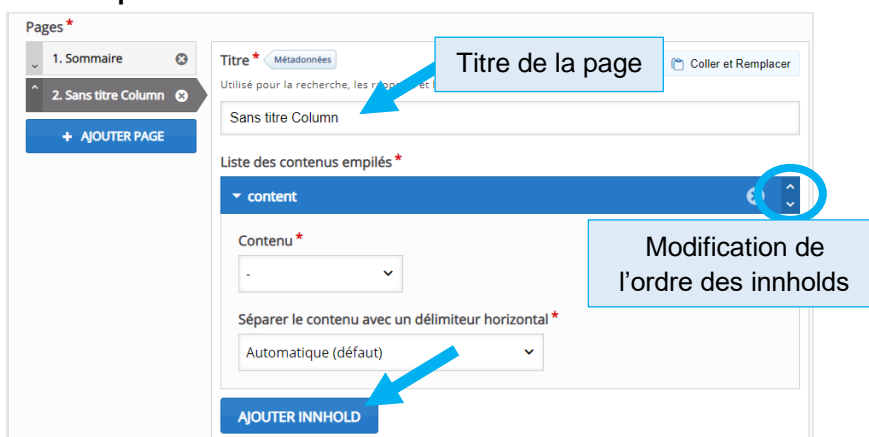 Pages *
1. Sommaire
2. Sans titre Column
+ AJOUTER PAGE
Titre * Métadonnées
Titre de la page
Coller et Remplacer
Utilisé pour la recherche, les et
Sans titre Column
Liste des contenus empilés *
content
Contenu *
-
Modification de
l'ordre des innholds
Séparer le contenu avec un délimiteur horizontal *
Automatique (défaut)
AJOUTER INNHOLD